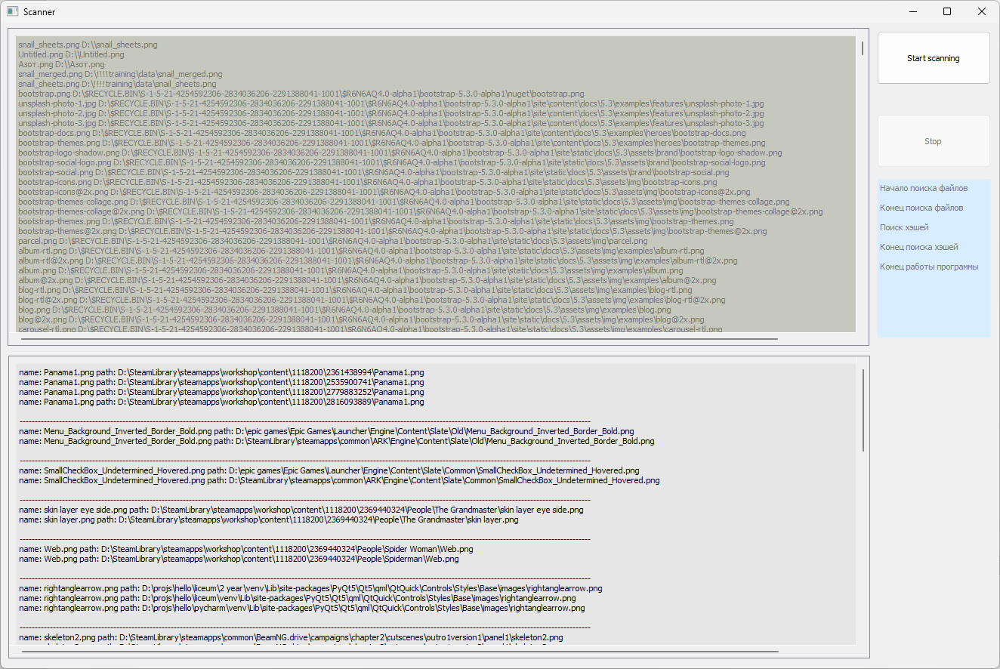 Scanner
snail_sheets.png D:\\snail_sheets.png
Untitled.png D:\\Untitled.png
Азот.png D:\\Азот.png
snail_merged.png D:\!!!!training\data\snail_merged.png
snail_sheets.png D:\!!!!training\data\snail_sheets.png
bootstrap.png D:\$RECYCLE.BIN\S-1-5-21-4254592306-2834036206-2291388041-1001\$R6N6AQ4.0-alpha1\bootstrap-5.3.0-alpha1\nuget\bootstrap.png
unsplash-photo-1.jpg D:\$RECYCLE.BIN\S-1-5-21-4254592306-2834036206-2291388041-1001\$R6N6AQ4.0-alpha1\bootstrap-5.3.0-alpha1\site\content\docs\5.3\examples\features\unsplash-photo-1.jpg
unsplash-photo-2.jpg D:\$RECYCLE.BIN\S-1-5-21-4254592306-2834036206-2291388041-1001\$R6N6AQ4.0-alpha1\bootstrap-5.3.0-alpha1\site\content\docs\5.3\examples\features\unsplash-photo-2.jpg
unsplash-photo-3.jpg D:\$RECYCLE.BIN\S-1-5-21-4254592306-2834036206-2291388041-1001\$R6N6AQ4.0-alpha1\bootstrap-5.3.0-alpha1\site\content\docs\5.3\examples\features\unsplash-photo-3.jpg
bootstrap-docs.png D:\$RECYCLE.BIN\S-1-5-21-4254592306-2834036206-2291388041-1001\$R6N6AQ4.0-alpha1\bootstrap-5.3.0-alpha1\site\content\docs\5.3\examples\heroes\bootstrap-docs.png
bootstrap-themes.png D:\$RECYCLE.BIN\S-1-5-21-4254592306-2834036206-2291388041-1001\$R6N6AQ4.0-alpha1\bootstrap-5.3.0-alpha1\site\content\docs\5.3\examples\heroes\bootstrap-themes.png
bootstrap-logo-shadow.png D:\$RECYCLE.BIN\S-1-5-21-4254592306-2834036206-2291388041-1001\$R6N6AQ4.0-alpha1\bootstrap-5.3.0-alpha1\site\static\docs\5.3\assets\brand\bootstrap-logo-shadow.png
bootstrap-social-logo.png D:\$RECYCLE.BIN\S-1-5-21-4254592306-2834036206-2291388041-1001\$R6N6AQ4.0-alpha1\bootstrap-5.3.0-alpha1\site\static\docs\5.3\assets\brand\bootstrap-social-logo.png
bootstrap-social.png D:\$RECYCLE.BIN\S-1-5-21-4254592306-2834036206-2291388041-1001\$R6N6AQ4.0-alpha1\bootstrap-5.3.0-alpha1\site\static\docs\5.3\assets\brand\bootstrap-social.png
bootstrap-icons.png D:\$RECYCLE.BIN\S-1-5-21-4254592306-2834036206-2291388041-1001\$R6N6AQ4.0-alpha1\bootstrap-5.3.0-alpha1\site\static\docs\5.3\assets\img\bootstrap-icons.png
bootstrap-icons@2x.png D:\$RECYCLE.BIN\S-1-5-21-4254592306-2834036206-2291388041-1001\$R6N6AQ4.0-alpha1\bootstrap-5.3.0-alpha1\site\static\docs\5.3\assets\img\bootstrap-icons@2x.png
bootstrap-themes-collage.png D:\$RECYCLE.BIN\S-1-5-21-4254592306-2834036206-2291388041-1001\$R6N6AQ4.0-alpha1\bootstrap-5.3.0-alpha1\site\static\docs\5.3\assets\img\bootstrap-themes-collage.png
bootstrap-themes-collage@2x.png D:\$RECYCLE.BIN\S-1-5-21-4254592306-2834036206-2291388041-1001\$R6N6AQ4.0-alpha1\bootstrap-5.3.0-alpha1\site\static\docs\5.3\assets\img\bootstrap-themes-collage@2x.png
bootstrap-themes.png D:\$RECYCLE.BIN\S-1-5-21-4254592306-2834036206-2291388041-1001\$R6N6AQ4.0-alpha1\bootstrap-5.3.0-alpha1\site\static\docs\5.3\assets\img\bootstrap-themes.png
bootstrap-themes@2x.png D:\$RECYCLE.BIN\S-1-5-21-4254592306-2834036206-2291388041-1001\$R6N6AQ4.0-alpha1\bootstrap-5.3.0-alpha1\site\static\docs\5.3\assets\img\bootstrap-themes@2x.png
parcel.png D:\$RECYCLE.BIN\S-1-5-21-4254592306-2834036206-2291388041-1001\$R6N6AQ4.0-alpha1\bootstrap-5.3.0-alpha1\site\static\docs\5.3\assets\img\parcel.png
album-rtl.png D:\$RECYCLE.BIN\S-1-5-21-4254592306-2834036206-2291388041-1001\$R6N6AQ4.0-alpha1\bootstrap-5.3.0-alpha1\site\static\docs\5.3\assets\img\examples\album-rtl.png
album-rtl@2x.png D:\$RECYCLE.BIN\S-1-5-21-4254592306-2834036206-2291388041-1001\$R6N6AQ4.0-alpha1\bootstrap-5.3.0-alpha1\site\static\docs\5.3\assets\img\examples\album-rtl@2x.png
album.png D:\$RECYCLE.BIN\S-1-5-21-4254592306-2834036206-2291388041-1001\$R6N6AQ4.0-alpha1\bootstrap-5.3.0-alpha1\site\static\docs\5.3\assets\img\examples\album.png
album@2x.png D:\$RECYCLE.BIN\S-1-5-21-4254592306-2834036206-2291388041-1001\$R6N6AQ4.0-alpha1\bootstrap-5.3.0-alpha1\site\static\docs\5.3\assets\img\examples\album@2x.png
blog-rtl.png D:\$RECYCLE.BIN\S-1-5-21-4254592306-2834036206-2291388041-1001\$R6N6AQ4.0-alpha1\bootstrap-5.3.0-alpha1\site\static\docs\5.3\assets\img\examples\blog-rtl.png
blog-rtl@2x.png D:\$RECYCLE.BIN\S-1-5-21-4254592306-2834036206-2291388041-1001\$R6N6AQ4.0-alpha1\bootstrap-5.3.0-alpha1\site\static\docs\5.3\assets\img\examples\blog-rtl@2x.png
blog.png D:\$RECYCLE.BIN\S-1-5-21-4254592306-2834036206-2291388041-1001\$R6N6AQ4.0-alpha1\bootstrap-5.3.0-alpha1\site\static\docs\5.3\assets\img\examples\blog.png
blog@2x.png D:\$RECYCLE.BIN\S-1-5-21-4254592306-2834036206-2291388041-1001\$R6N6AQ4.0-alpha1\bootstrap-5.3.0-alpha1\site\static\docs\5.3\assets\img\examples\blog@2x.png
carousel-rtl.png D:\$RECYCLE.BIN\S-1-5-21-4254592306-2834036206-2291388041-1001\$R6N6AQ4.0-alpha1\bootstrap-5.3.0-alpha1\site\static\docs\5.3\assets\img\examples\carousel-rtl.png
Start scanning
Stop
Начало поиска файлов
Конец поиска файлов
Поиск хэшей
Конец поиска хэшей
Конец работы программы
name: Panama1.png path: D:\SteamLibrary\steamapps\workshop\content\1118200\2361438994\Panama1.png
name: Panama1.png path: D:\SteamLibrary\steamapps\workshop\content\1118200\2535900741\Panama1.png
name: Panama1.png path: D:\SteamLibrary\steamapps\workshop\content\1118200\2779883252\Panama1.png
name: Panama1.png path: D:\SteamLibrary\steamapps\workshop\content\1118200\2816093889\Panama1.png
name: Menu_Background_Inverted_Border_Bold.png path: D:\epic games\Epic Games\Launcher\Engine\Content\Slate\Old\Menu_Background_Inverted_Border_Bold.png
name: Menu_Background_Inverted_Border_Bold.png path: D:\SteamLibrary\steamapps\common\ARK\Engine\Content\Slate\Old\Menu_Background_Inverted_Border_Bold.png
name: SmallCheckBox_Undetermined_Hovered.png path: D:\epic games\Epic Games\Launcher\Engine\Content\Slate\Common\SmallCheckBox_Undetermined_Hovered.png
name: SmallCheckBox_Undetermined_Hovered.png path: D:\SteamLibrary\steamapps\common\ARK\Engine\Content\Slate\Common\SmallCheckBox_Undetermined_Hovered.png
name: skin layer eye side.png path: D:\SteamLibrary\steamapps\workshop\content\1118200\2369440324\People\The Grandmaster\skin layer eye side.png
name: skin layer.png path: D:\SteamLibrary\steamapps\workshop\content\1118200\2369440324\People\The Grandmaster\skin layer.png
name: Web.png path: D:\SteamLibrary\steamapps\workshop\content\1118200\2369440324\People\Spider Woman\Web.png
name: Web.png path: D:\SteamLibrary\steamapps\workshop\content\1118200\2369440324\People\Spiderman\Web.png
name: rightanglearrow.png path: D:\projs\hello\liceum\2 year\venv\Lib\site-packages\PyQt5\Qt5\qml\QtQuick\Controls\Styles\Base\images\rightanglearrow.png
name: rightanglearrow.png path: D:\projs\hello\liceum\venv\Lib\site-packages\PyQt5\Qt5\qml\QtQuick\Controls\Styles\Base\images\rightanglearrow.png
name: rightanglearrow.png path: D:\projs\hello\pycharm\venv\Lib\site-packages\PyQt5\Qt5\qml\QtQuick\Controls\Styles\Base\images\rightanglearrow.png
name: skeleton2.png path: D:\SteamLibrary\steamapps\common\BeamNG.drive\campaigns\chapter2\cutscenes\outro1version1\panel1\skeleton2.png